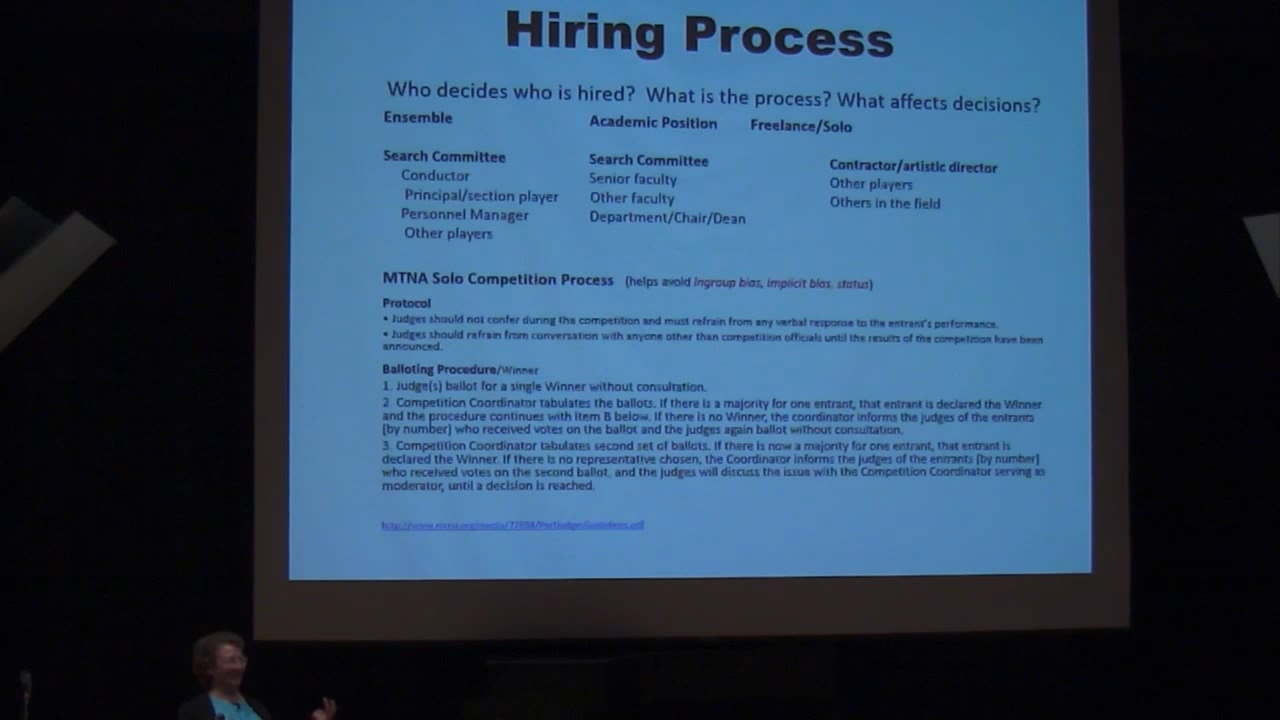 Hiring Process
Who decides who is hired? What is the process? What affects decisions?
Ensemble Academic Position Freelance/Solo
Search Committee Search Committee Contractor/artistic director
Conductor Senior faculty Other players
Principal/section player Other faculty Others in the field
Personnel Manager Department/Chair/Dean
Other players
MTNA Solo Competition Process (helps avoid ingroup bias, implicit bias, status)
Protocol
• Judges should not confer during the competition and must refrain from any verbal response to the entrant's performance.
• Judges should refrain from conversation with anyone other than competition officials until the results of the competition have been
announced.
Balloting Procedure/Winner
1. Judge(s) ballot for a single Winner without consultation.
2. Competition Coordinator tabulates the ballots. If there is a majority for one entrant, that entrant is declared the Winner
and the procedure continues with item B below. If there is no Winner, the coordinator informs the judges of the entrants
[by number] who received votes on the ballot and the judges again ballot without consultation.
3. Competition Coordinator tabulates second set of ballots. If there is now a majority for one entrant, that entrant is
declared the Winner. If there is no representative chosen, the Coordinator informs the judges of the entrants [by number]
who received votes on the second ballot, and the judges will discuss the issue with the Competition Coordinator serving as
moderator, until a decision is reached.